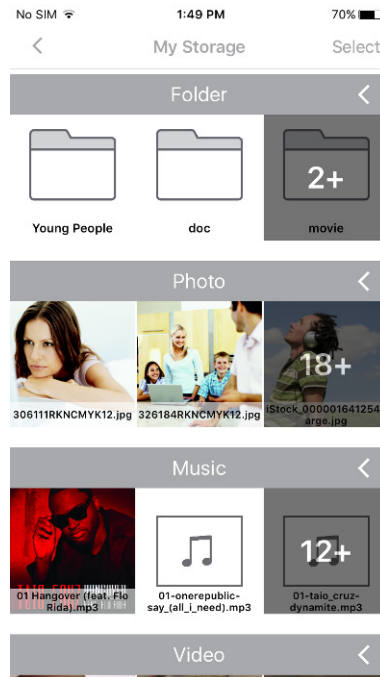 No SIM 1:49 PM 70%
My Storage Select
Folder
2+
Young People doc movie
Photo
18+
306111RKNCMYK12.jpg 326184RKNCMYK12.jpg iStock_000001641254
arge.jpg
Music
12+
01 Hangover (feat. Flo 01-onerepublic- 01-taio_cruz-
Rida).mp3 say_(all_i_need).mp3 dynamite.mp3
Video